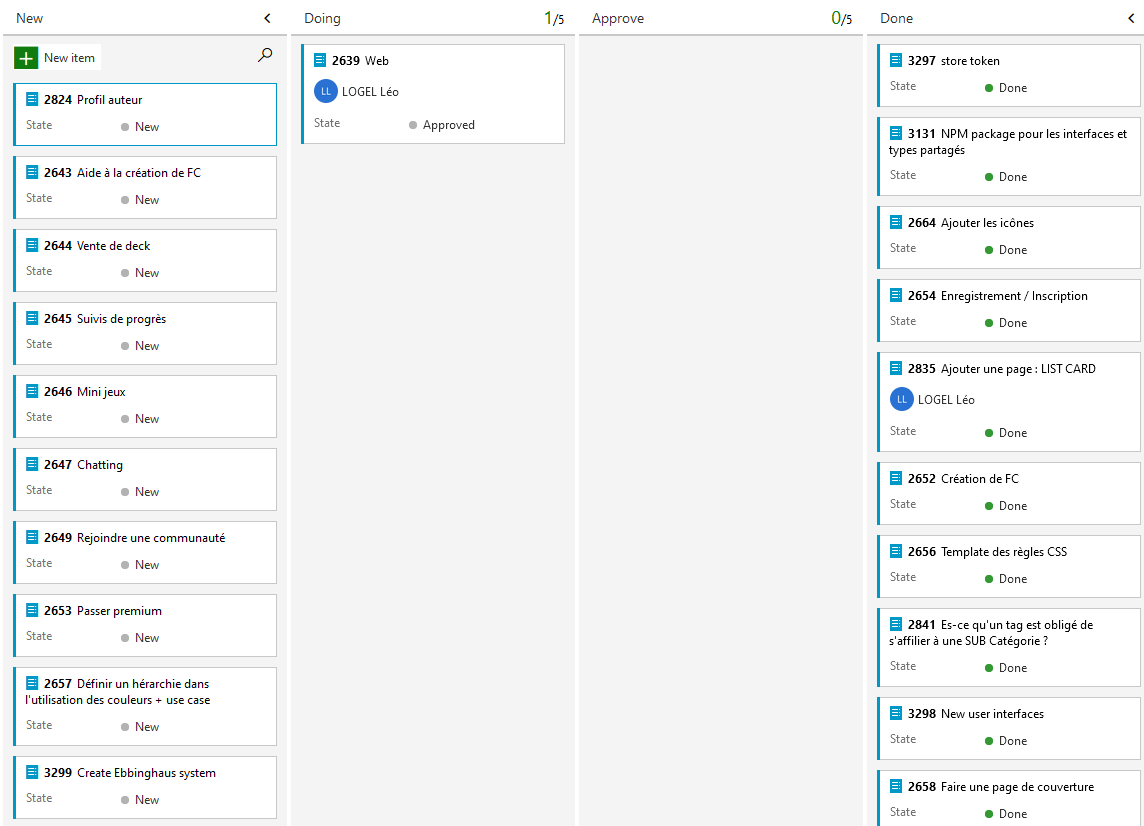 New
New item
2824 Profil auteur
State New
2643 Aide à la création de FC
State New
2644 Vente de deck
State New
2645 Suivis de progrès
State New
2646 Mini jeux
State New
2647 Chatting
State New
2649 Rejoindre une communauté
State New
2653 Passer premium
State New
2657 Définir un hérarchie dans
l'utilisation des couleurs + use case
State New
3299 Create Ebbinghaus system
State New
Doing 1/5
2639 Web
LL LOGEL Léo
State Approved
Approve 0/5
Done
3297 store token
State Done
3131 NPM package pour les interfaces et
types partagés
State Done
2664 Ajouter les icônes
State Done
2654 Enregistrement / Inscription
State Done
2835 Ajouter une page : LIST CARD
LL LOGEL Léo
State Done
2652 Création de FC
State Done
2656 Template des règles CSS
State Done
2841 Es-ce qu'un tag est obligé de
s'affilier à une SUB Catégorie ?
State Done
3298 New user interfaces
State Done
2658 Faire une page de couverture
State Done